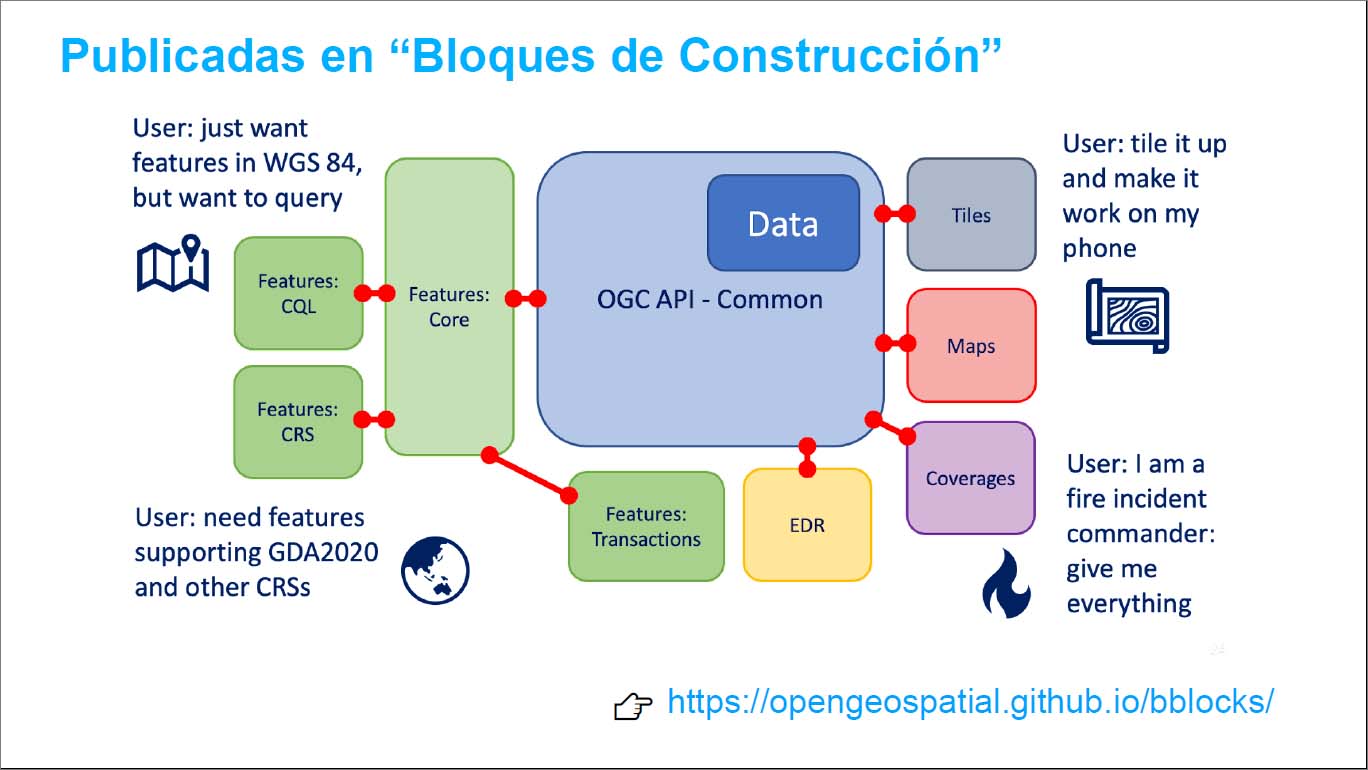 Publicadas en “Bloques de Construcción”
User: just want
features in WGS 84,
but want to query
Features:
CQL
Features:
CRS
Features:
Core
Data
OGC API - Common
Tiles
Maps
Coverages
EDR
Features:
Transactions
User: tile it up
and make it
work on my
phone
User: need features
supporting GDA2020
and other CRSs
User: I am a
fire incident
commander:
give me
everything
https://opengeospatial.github.io/bblocks/